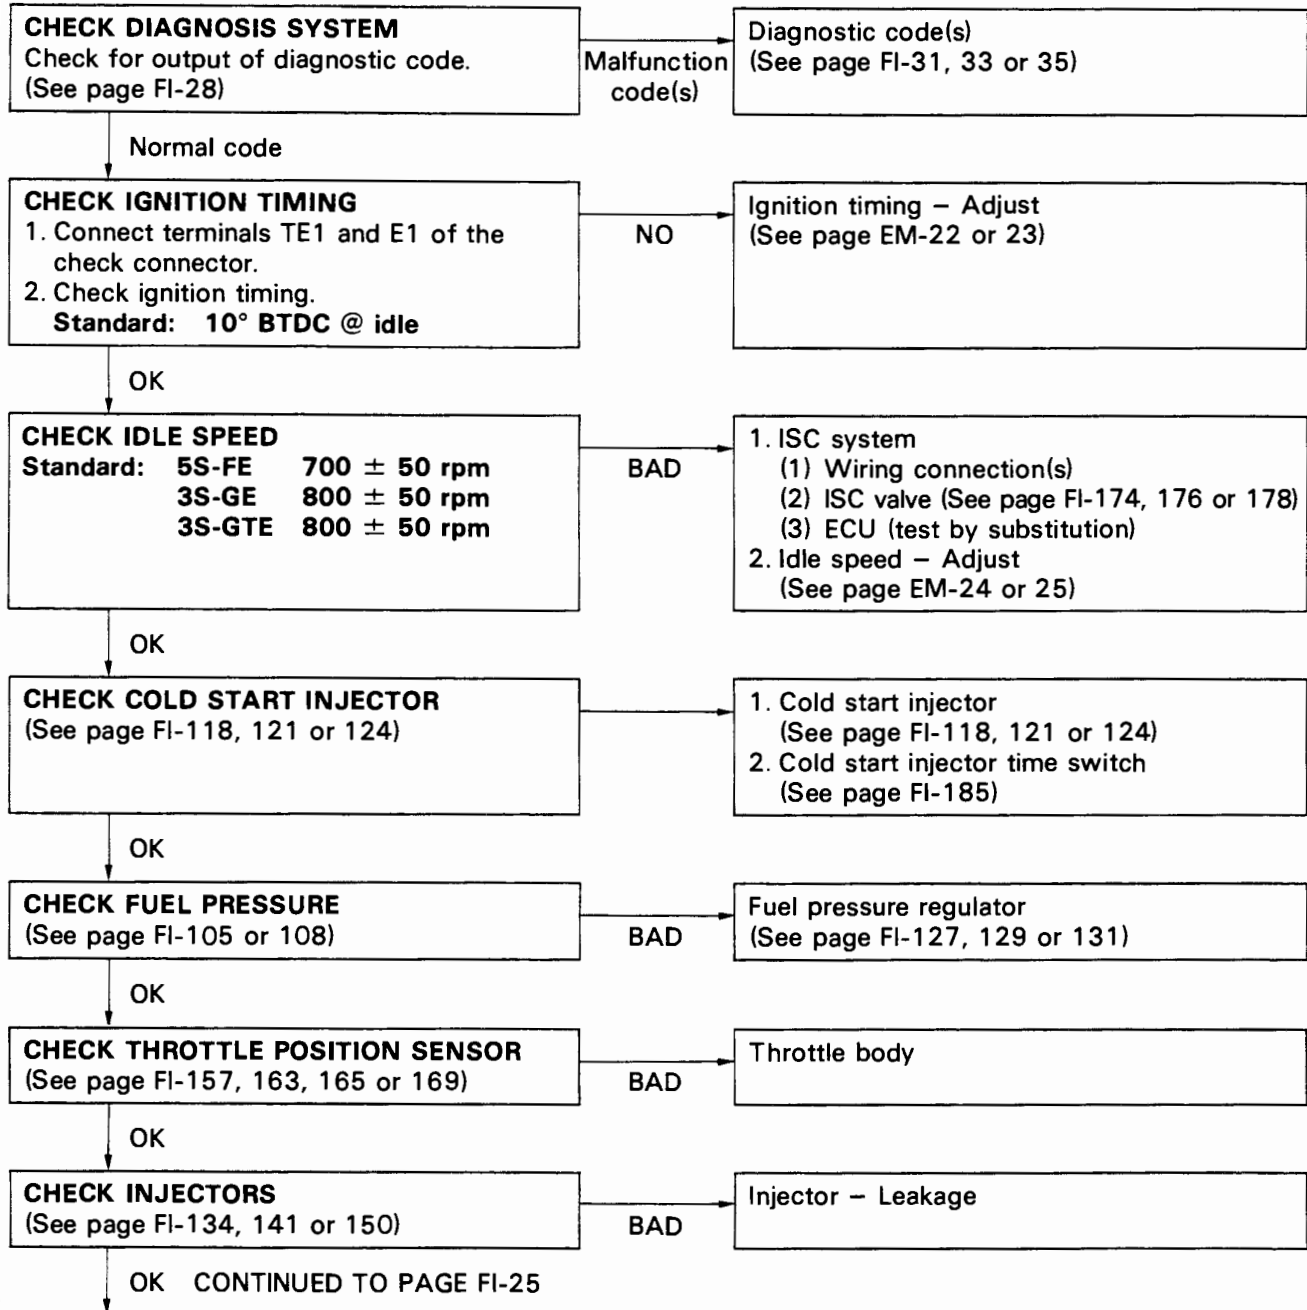 CHECK DIAGNOSIS SYSTEM
Check for output of diagnostic code.
(See page FI-28)
Malfunction
code(s)
Diagnostic code(s)
(See page FI-31, 33 or 35)
Normal code
CHECK IGNITION TIMING
1. Connect terminals TE1 and E1 of the
check connector.
2. Check ignition timing.
Standard: 10° BTDC @ idle
NO
Ignition timing – Adjust
(See page EM-22 or 23)
OK
CHECK IDLE SPEED
Standard: 5S-FE 700 ± 50 rpm
3S-GE 800 ± 50 rpm
3S-GTE 800 ± 50 rpm
BAD
1. ISC system
(1) Wiring connection(s)
(2) ISC valve (See page FI-174, 176 or 178)
(3) ECU (test by substitution)
2. Idle speed – Adjust
(See page EM-24 or 25)
OK
CHECK COLD START INJECTOR
(See page FI-118, 121 or 124)
1. Cold start injector
(See page FI-118, 121 or 124)
2. Cold start injector time switch
(See page FI-185)
OK
CHECK FUEL PRESSURE
(See page FI-105 or 108)
BAD
Fuel pressure regulator
(See page FI-127, 129 or 131)
OK
CHECK THROTTLE POSITION SENSOR
(See page FI-157, 163, 165 or 169)
BAD
Throttle body
OK
CHECK INJECTORS
(See page FI-134, 141 or 150)
BAD
Injector – Leakage
OK CONTINUED TO PAGE FI-25